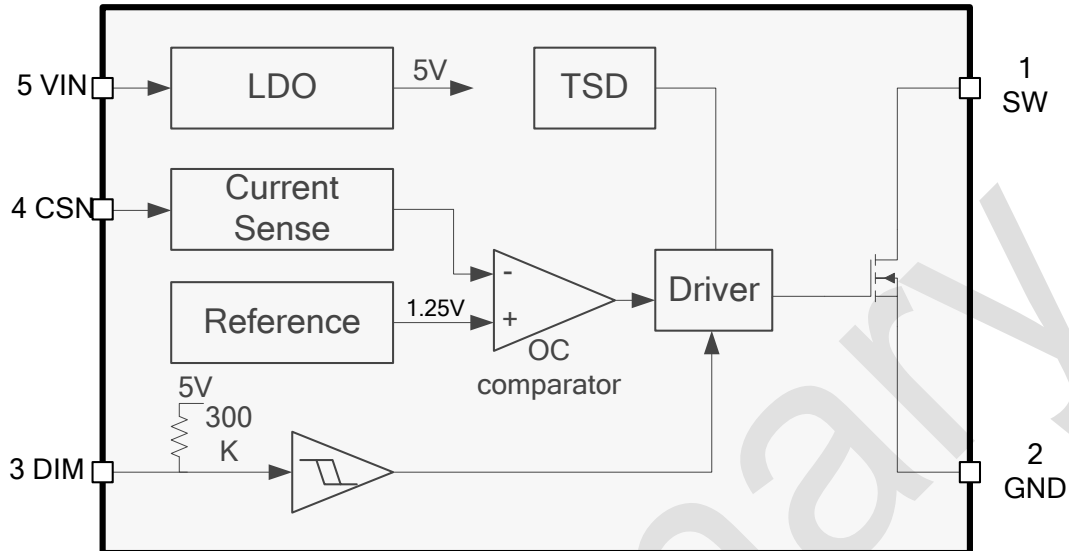 5 VIN
LDO
5V
TSD
1
SW
4 CSN
Current
Sense
-
Reference
1.25V
+
OC
comparator
Driver
5V
300
K
3 DIM
2
GND